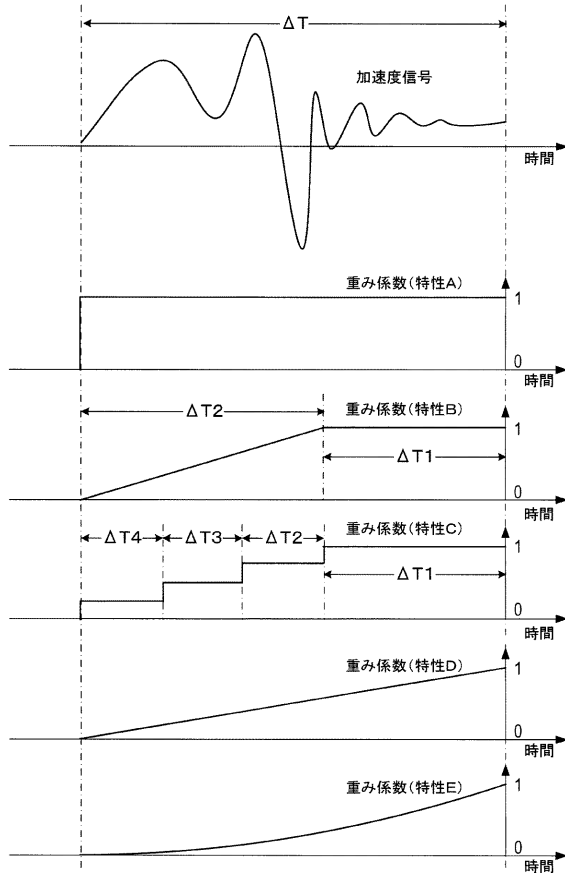 ΔT
加速度信号
時間
重み係数(特性A)
1
0
時間
ΔT2
重み係数(特性B)
1
ΔT1
0
時間
ΔT4
ΔT3
ΔT2
重み係数(特性C)
1
ΔT1
0
時間
重み係数(特性D)
1
0
時間
重み係数(特性E)
1
0
時間